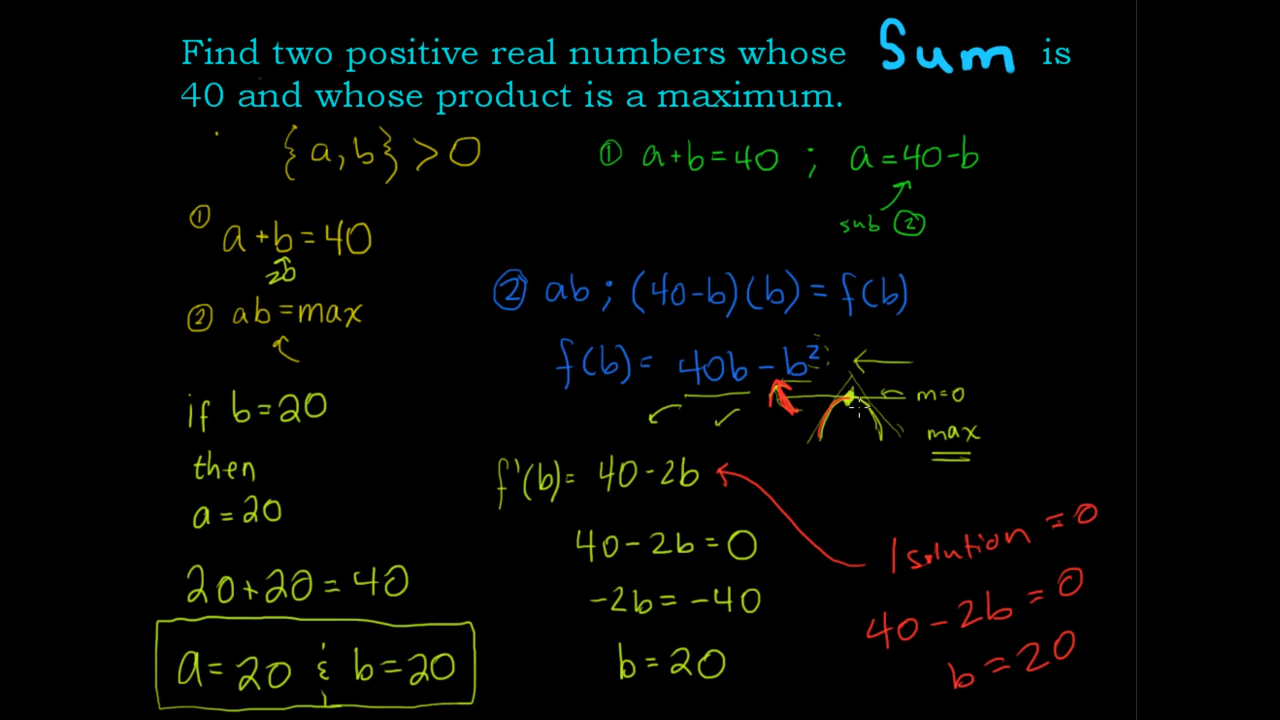 Find two positive real numbers whose Sum is
40 and whose product is a maximum.
{a,b} > 0
① a+b=40
20
② ab=max
if b=20
then
a=20
20+20=40
a=20 & b=20
① a+b=40 ; a=40-b
sub ②
② ab ; (40-b)(b) = f(b)
f(b)= 40b - b²
m=0
max
f'(b)= 40-2b
40-2b=0
-2b=-40
b=20
1 solution =0
40-2b=0
b=20